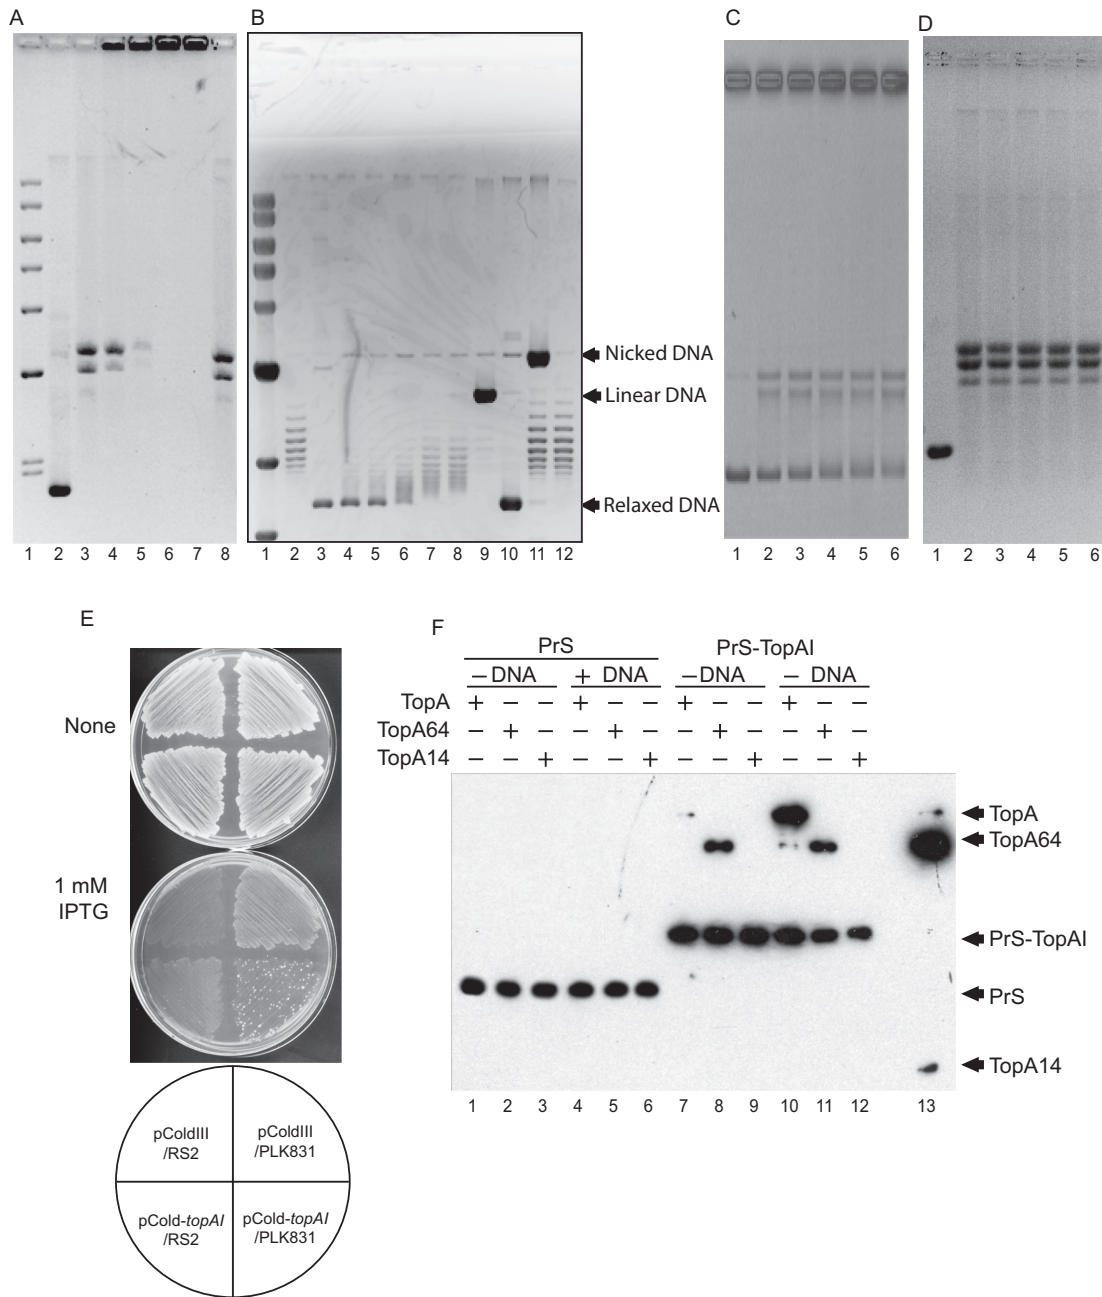 A
B
C
D
Nicked DNA
Linear DNA
Relaxed DNA
1 2 3 4 5 6 7 8
1 2 3 4 5 6 7 8 9 10 11 12
1 2 3 4 5 6
1 2 3 4 5 6
E
None
1 mM
IPTG
pColdIII
/RS2
pColdIII
/PLK831
pCold-topAI
/RS2
pCold-topAI
/PLK831
F
PrS PrS-TopAI
– DNA + DNA – DNA – DNA
TopA + – – + – – + – – + – –
TopA64 – + – – + – – + – – + –
TopA14 – – + – – + – – + – – +
TopA
TopA64
PrS-TopAI
PrS
TopA14
1 2 3 4 5 6 7 8 9 10 11 12 13